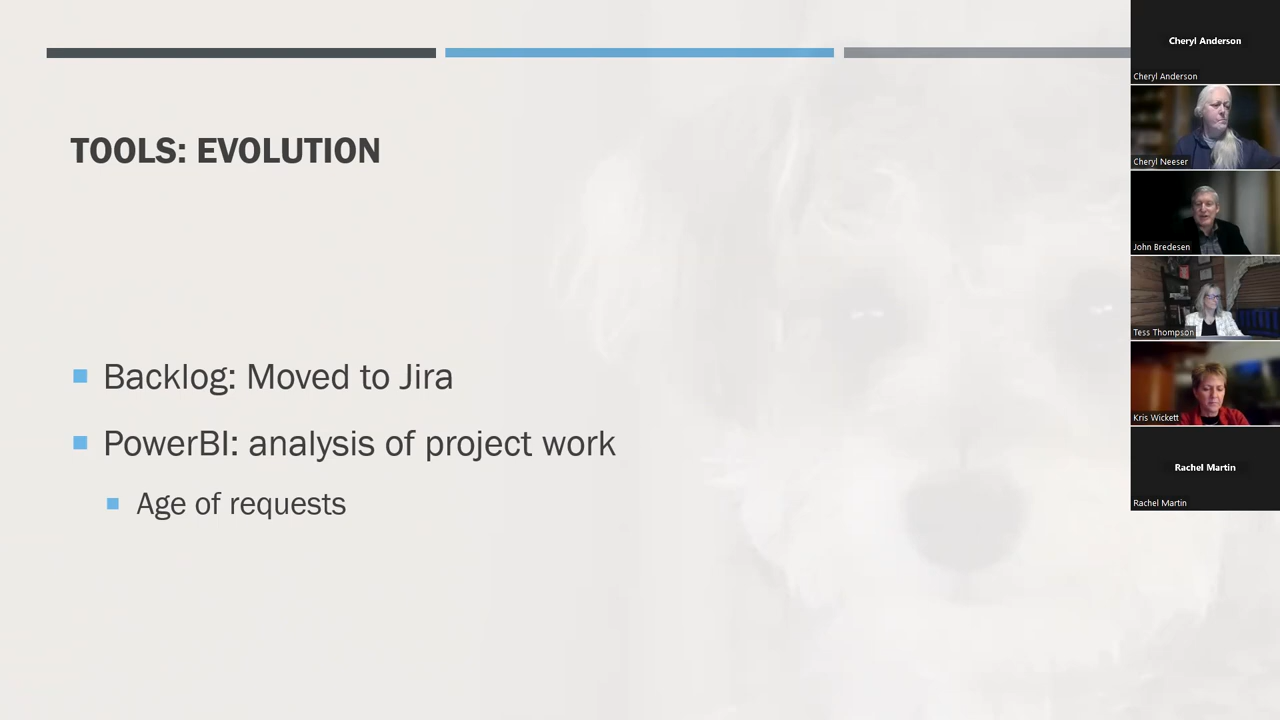 TOOLS: EVOLUTION
Backlog: Moved to Jira
PowerBI: analysis of project work
Age of requests
Cheryl Anderson
Cheryl Anderson
Cheryl Neeser
John Bredesen
Tess Thompson
Kris Wickett
Rachel Martin
Rachel Martin